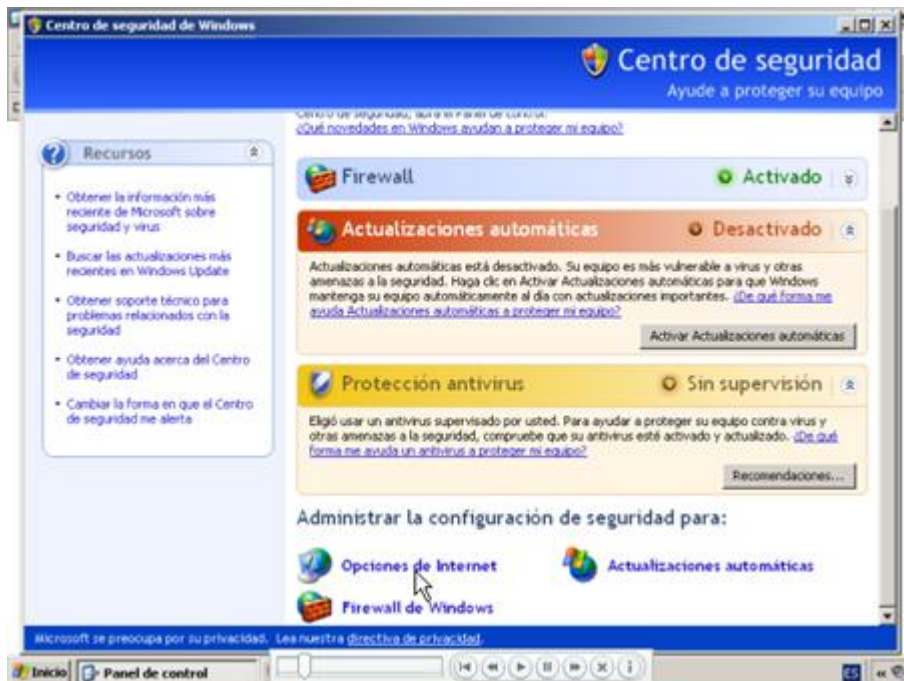 Centro de seguridad de Windows
Centro de seguridad
Ayude a proteger su equipo
Centro de seguridad, abra el Panel de control.
¿Qué novedades en Windows ayudan a proteger mi equipo?
Recursos
Obtener la información más
reciente de Microsoft sobre
seguridad y virus
Buscar las actualizaciones más
recientes en Windows Update
Obtener soporte técnico para
problemas relacionados con la
seguridad
Obtener ayuda acerca del Centro
de seguridad
Cambiar la forma en que el Centro
de seguridad me alerta
Firewall Activado
Actualizaciones automáticas Desactivado
Actualizaciones automáticas está desactivado. Su equipo es más vulnerable a virus y otras
amenazas a la seguridad. Haga clic en Activar Actualizaciones automáticas para que Windows
mantenga su equipo automáticamente al día con actualizaciones importantes. ¿De qué forma me
ayuda Actualizaciones automáticas a proteger mi equipo?
Activar Actualizaciones automáticas
Protección antivirus Sin supervisión
Eligió usar un antivirus supervisado por usted. Para ayudar a proteger su equipo contra virus y
otras amenazas a la seguridad, compruebe que su antivirus esté activado y actualizado. ¿De qué
forma me ayuda un antivirus a proteger mi equipo?
Recomendaciones...
Administrar la configuración de seguridad para:
Opciones de Internet Actualizaciones automáticas
Firewall de Windows
Microsoft se preocupa por su privacidad. Lea nuestra directiva de privacidad.
Inicio Panel de control ES